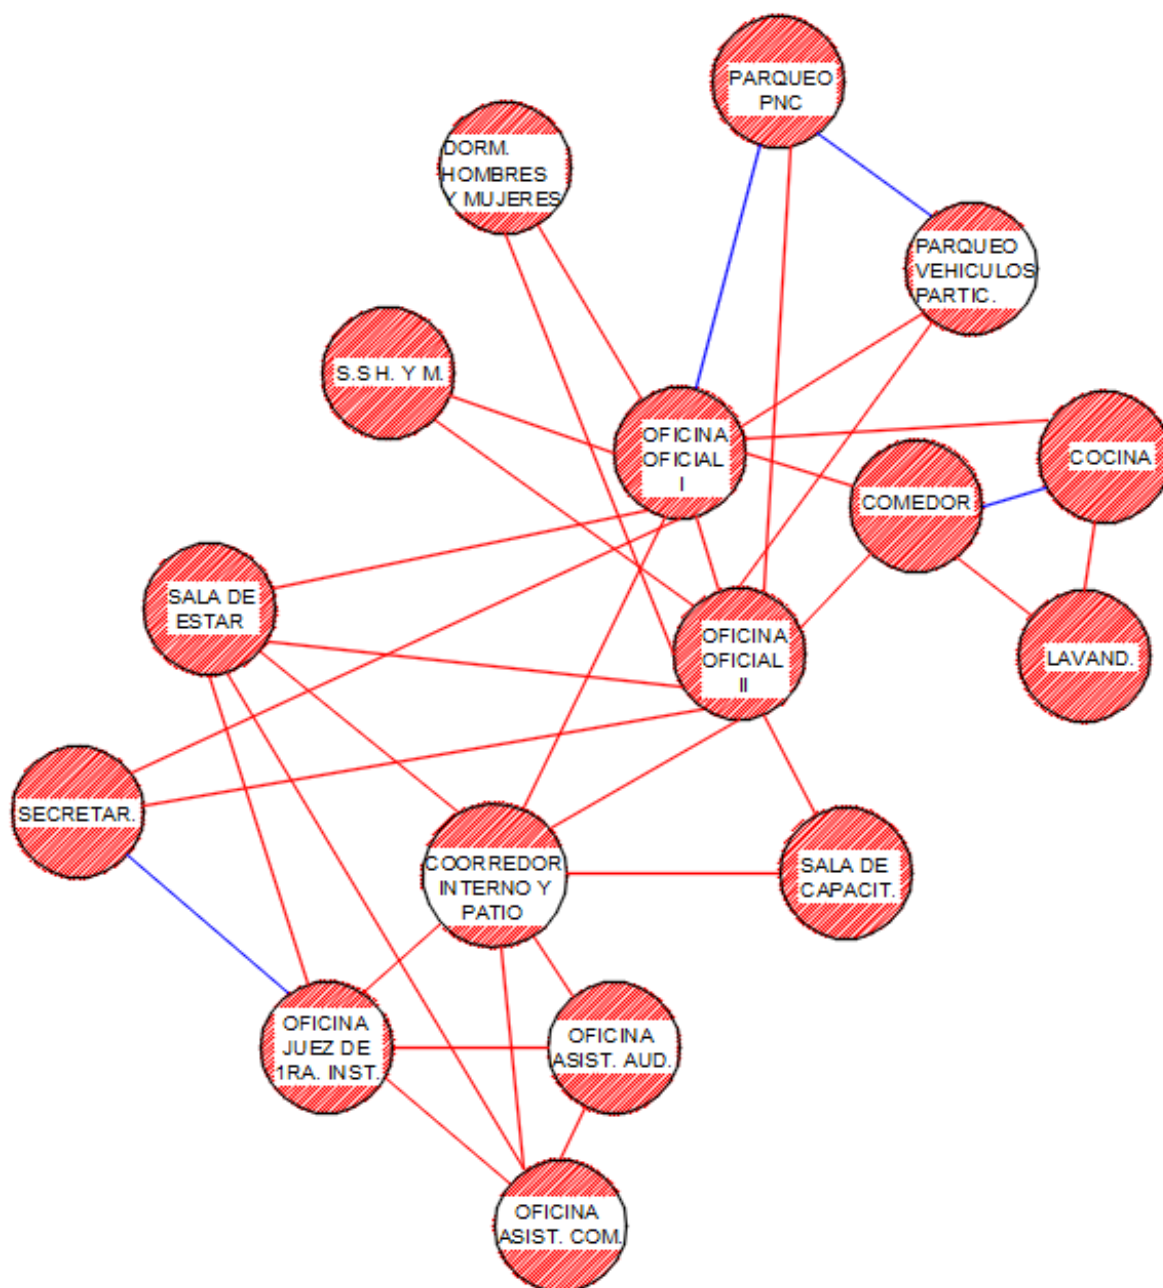 PARQUEO
PNC
DORM.
HOMBRES
Y MUJERES
PARQUEO
VEHICULOS
PARTIC.
S.S H. Y M.
OFICINA
OFICIAL
I
COCINA
COMEDOR
SALA DE
ESTAR
OFICINA
OFICIAL
II
LAVAND.
SECRETAR.
COORREDOR
INTERNO Y
PATIO
SALA DE
CAPACIT.
OFICINA
JUEZ DE
1RA. INST.
OFICINA
ASIST. AUD.
OFICINA
ASIST. COM.